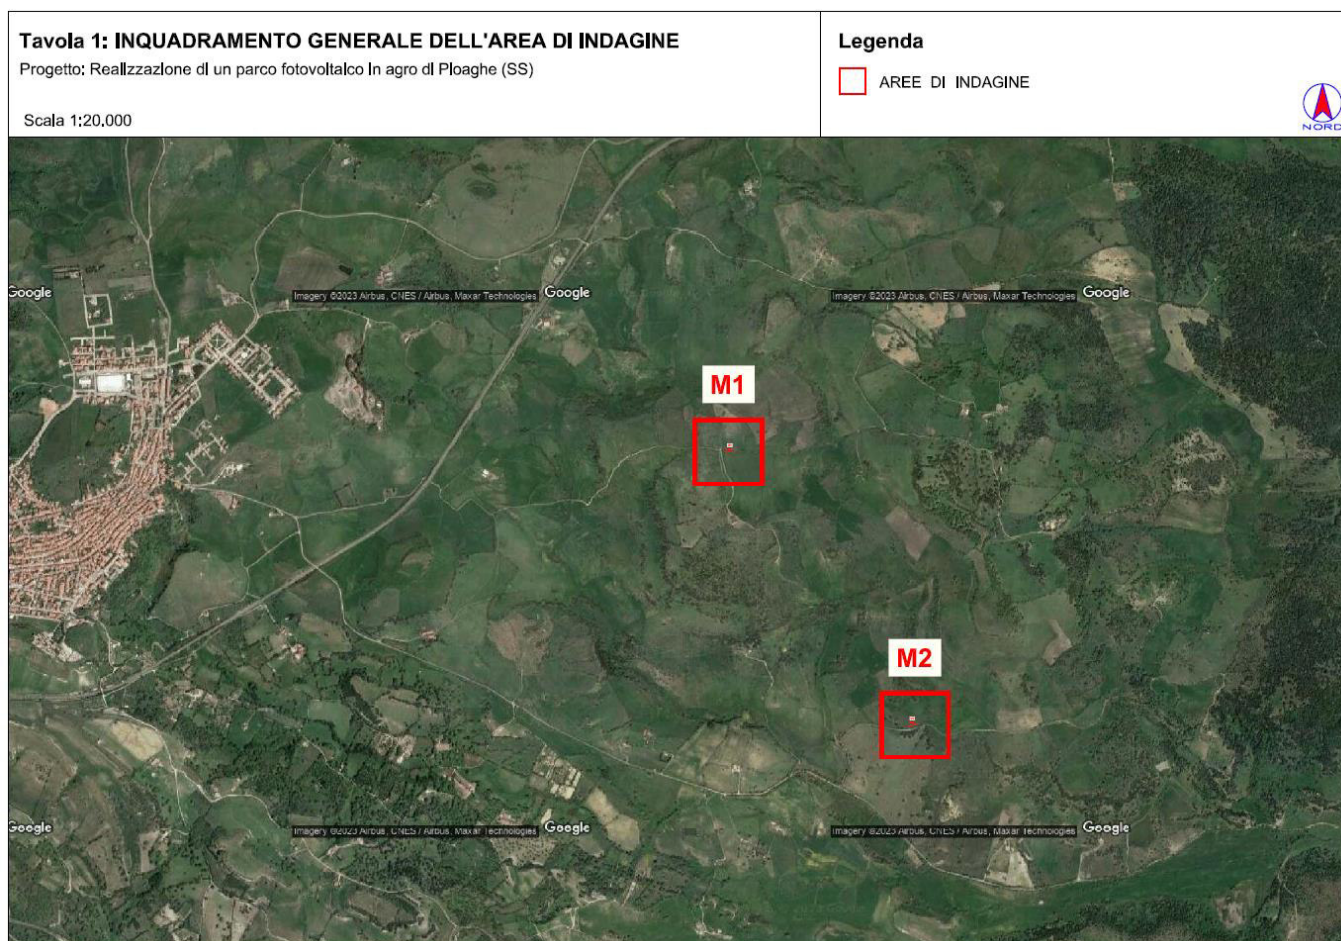 Tavola 1: INQUADRAMENTO GENERALE DELL'AREA DI INDAGINE
Progetto: Realizzazione di un parco fotovoltaico in agro di Ploaghe (SS)
Scala 1:20.000
Legenda
AREE DI INDAGINE
NORD
Google
Imagery ©2023 Airbus, CNES / Airbus, Maxar Technologies
Google
Imagery ©2023 Airbus, CNES / Airbus, Maxar Technologies
Google
M1
M2
Google
Imagery ©2023 Airbus, CNES / Airbus, Maxar Technologies
Google
Imagery ©2023 Airbus, CNES / Airbus, Maxar Technologies
Google